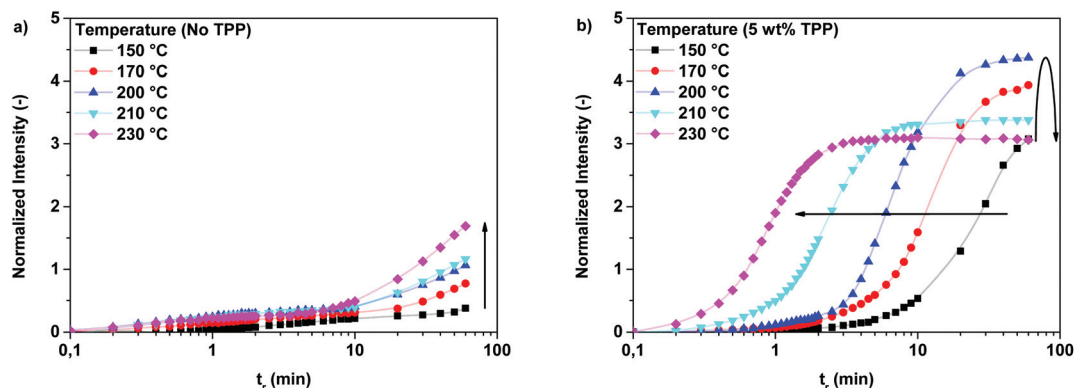 a)
Temperature (No TPP)
150 °C
170 °C
200 °C
210 °C
230 °C
Normalized Intensity (-)
5
4
3
2
1
0
0,1 1 10 100
tr (min)
b)
Temperature (5 wt% TPP)
150 °C
170 °C
200 °C
210 °C
230 °C
Normalized Intensity (-)
5
4
3
2
1
0
0,1 1 10 100
tr (min)